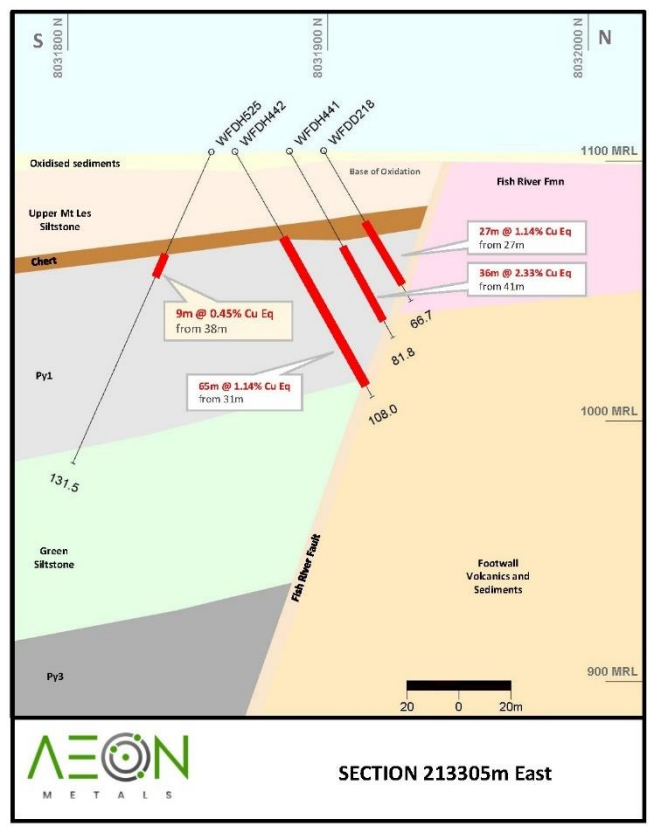 S
8031800 N
8031900 N
8032000 N
N
WFDH525
WFDH442
WFDH441
WFDD218
1100 MRL
Oxidised sediments
Base of Oxidation
Fish River Fmn
Upper Mt Les
Siltstone
27m @ 1.14% Cu Eq
from 27m
Chert
36m @ 2.33% Cu Eq
from 41m
9m @ 0.45% Cu Eq
from 38m
66.7
81.8
Py1
65m @ 1.14% Cu Eq
from 31m
108.0
1000 MRL
131.5
Green
Siltstone
Fish River Fault
Footwall
Volcanics and
Sediments
Py3
900 MRL
20 0 20m
AEON
METALS
SECTION 213305m East